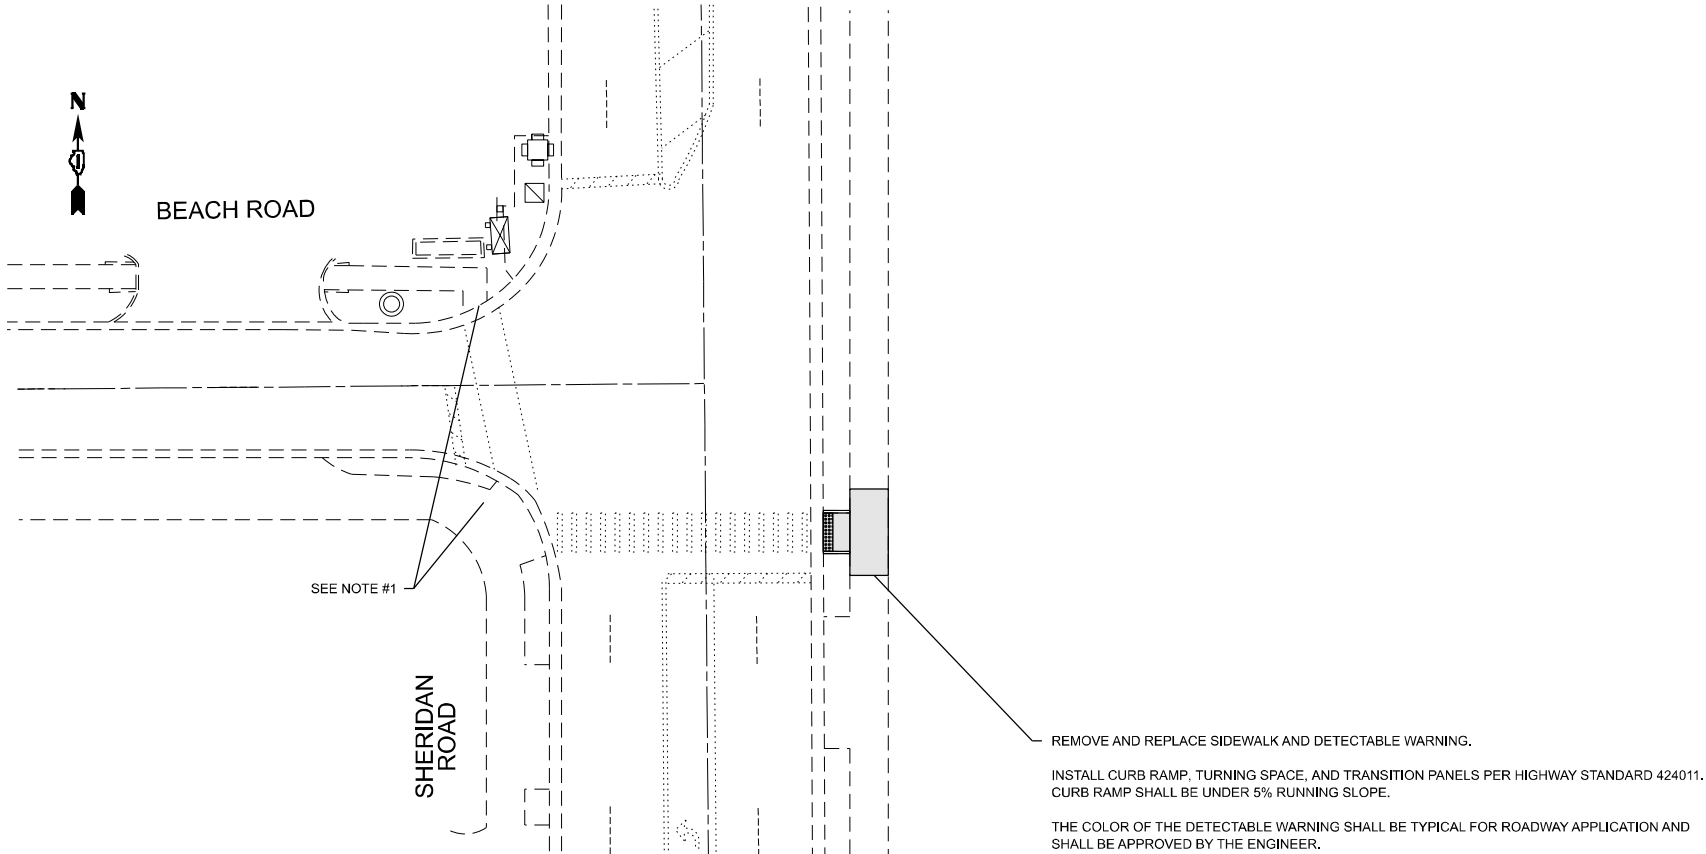 N
BEACH ROAD
SEE NOTE #1
SHERIDAN
ROAD
REMOVE AND REPLACE SIDEWALK AND DETECTABLE WARNING.
INSTALL CURB RAMP, TURNING SPACE, AND TRANSITION PANELS PER HIGHWAY STANDARD 424011.
CURB RAMP SHALL BE UNDER 5% RUNNING SLOPE.
THE COLOR OF THE DETECTABLE WARNING SHALL BE TYPICAL FOR ROADWAY APPLICATION AND
SHALL BE APPROVED BY THE ENGINEER.